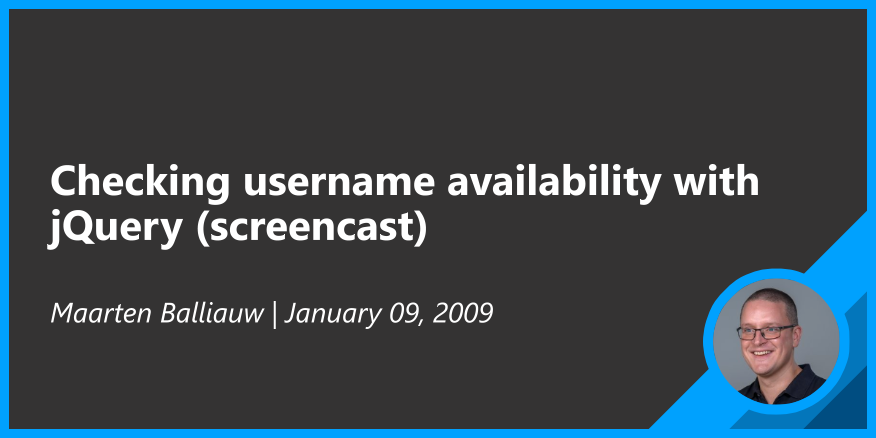 Checking username availability with
jQuery (screencast)
Maarten Balliauw | January 09, 2009